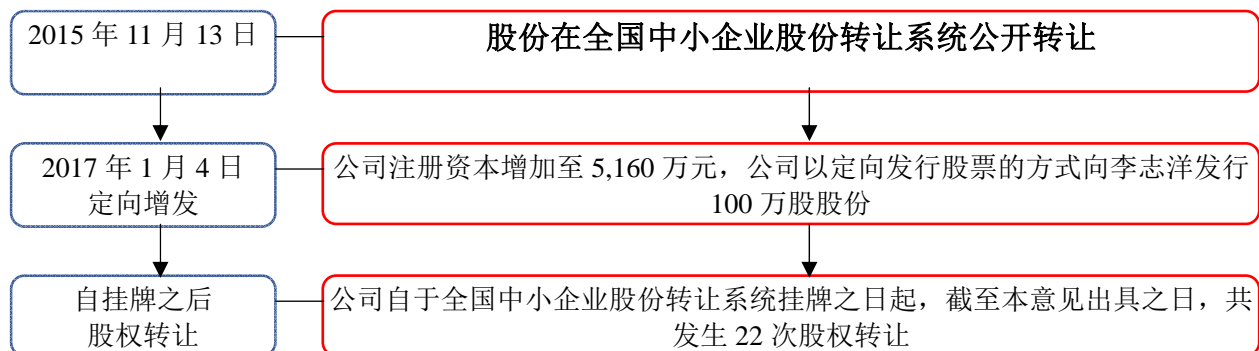 2015 年 11 月 13 日
股份在全国中小企业股份转让系统公开转让
2017 年 1 月 4 日
定向增发
公司注册资本增加至 5,160 万元，公司以定向发行股票的方式向李志洋发行
100 万股股份
自挂牌之后
股权转让
公司自于全国中小企业股份转让系统挂牌之日起，截至本意见出具之日，共
发生 22 次股权转让